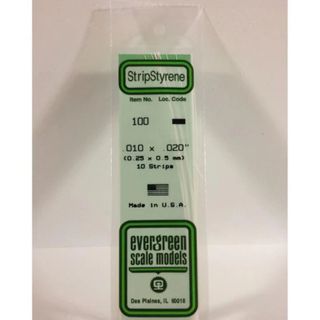 StripStyrene
Item No. Loc. Code
100
.010 x .020"
(0.25 x 0.5 mm)
10 Strips
Made in U.S.A.
evergreen
scale models
Des Plaines, IL 60018